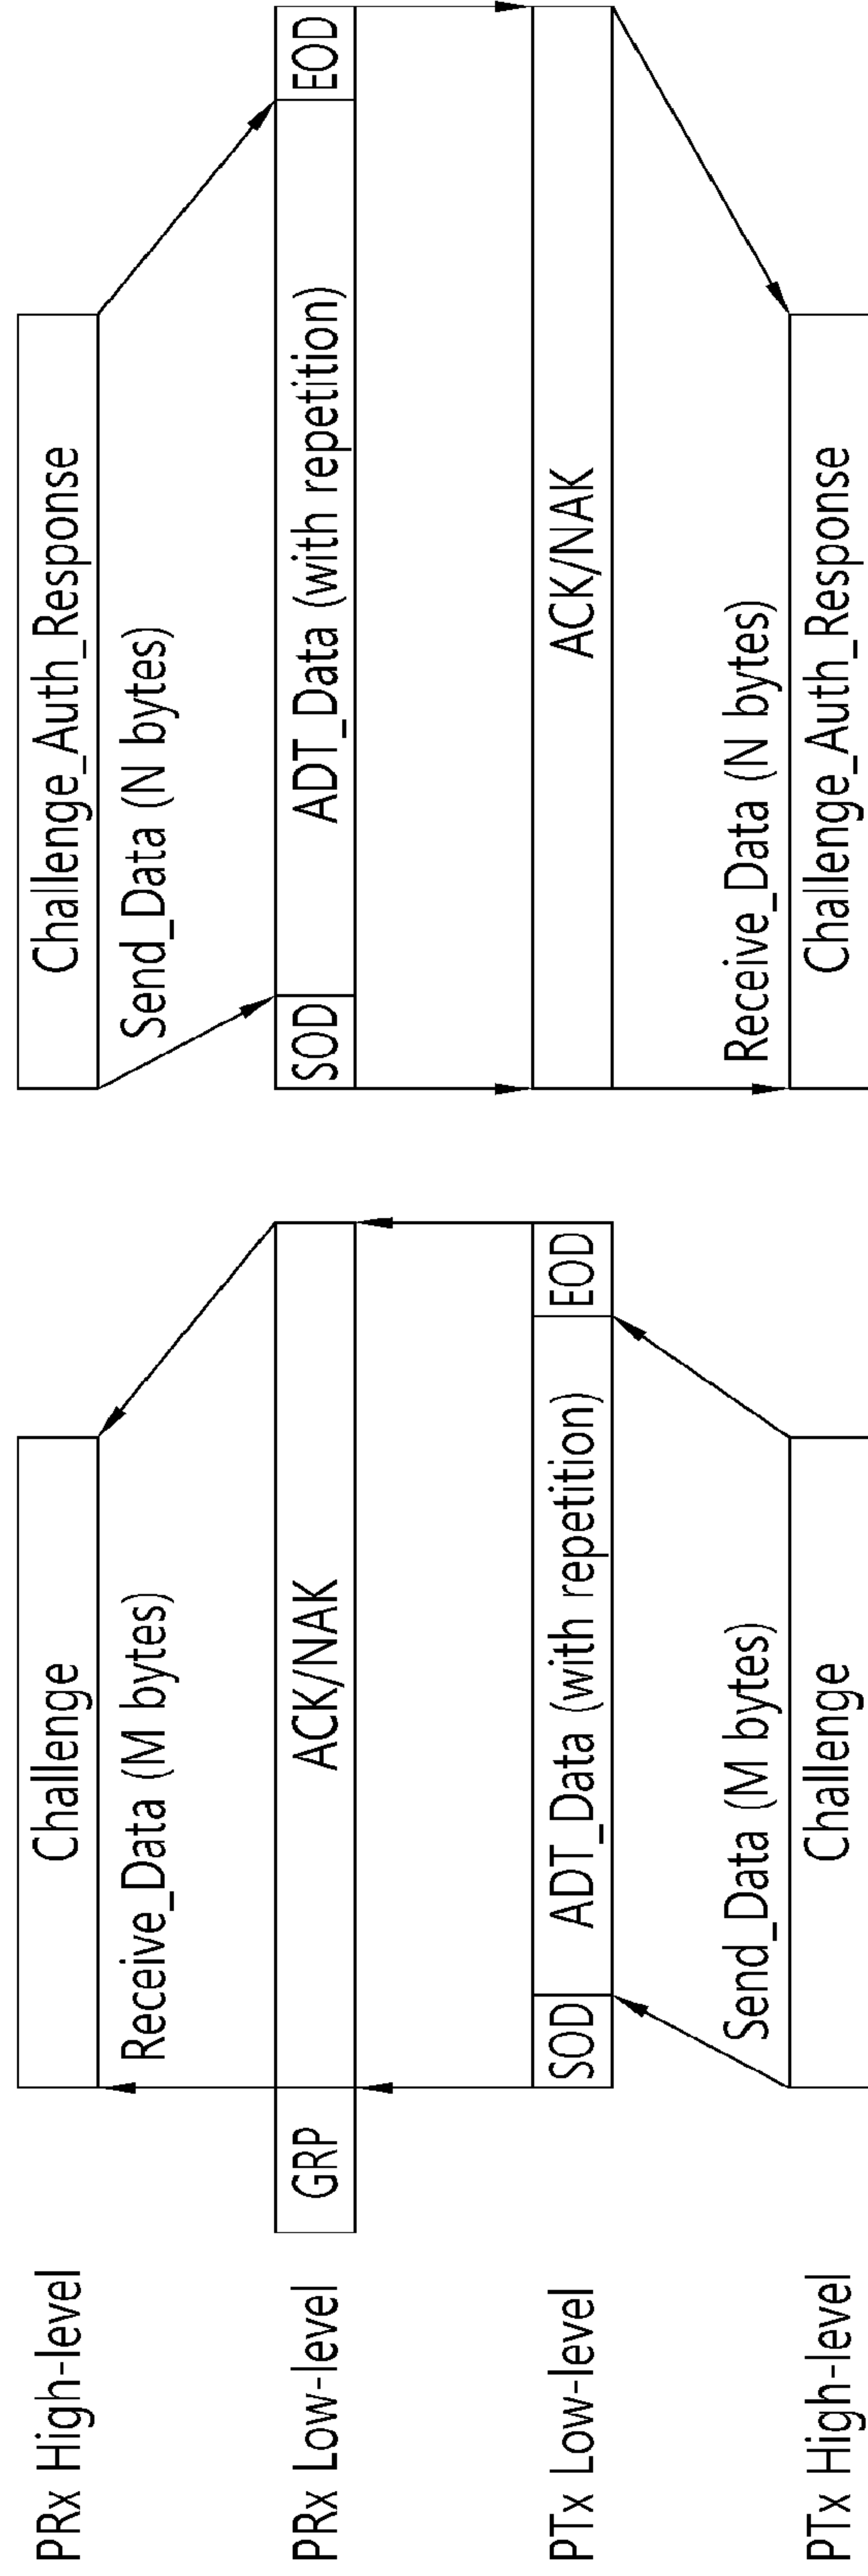 PRx High-level
Challenge
Challenge_Auth_Response
Receive_Data (M bytes)
Send_Data (N bytes)
PRx Low-level
GRP
ACK/NAK
SOD
ADT_Data (with repetition)
EOD
PTx Low-level
SOD
ADT_Data (with repetition)
EOD
ACK/NAK
Send_Data (M bytes)
Receive_Data (N bytes)
PTx High-level
Challenge
Challenge_Auth_Response